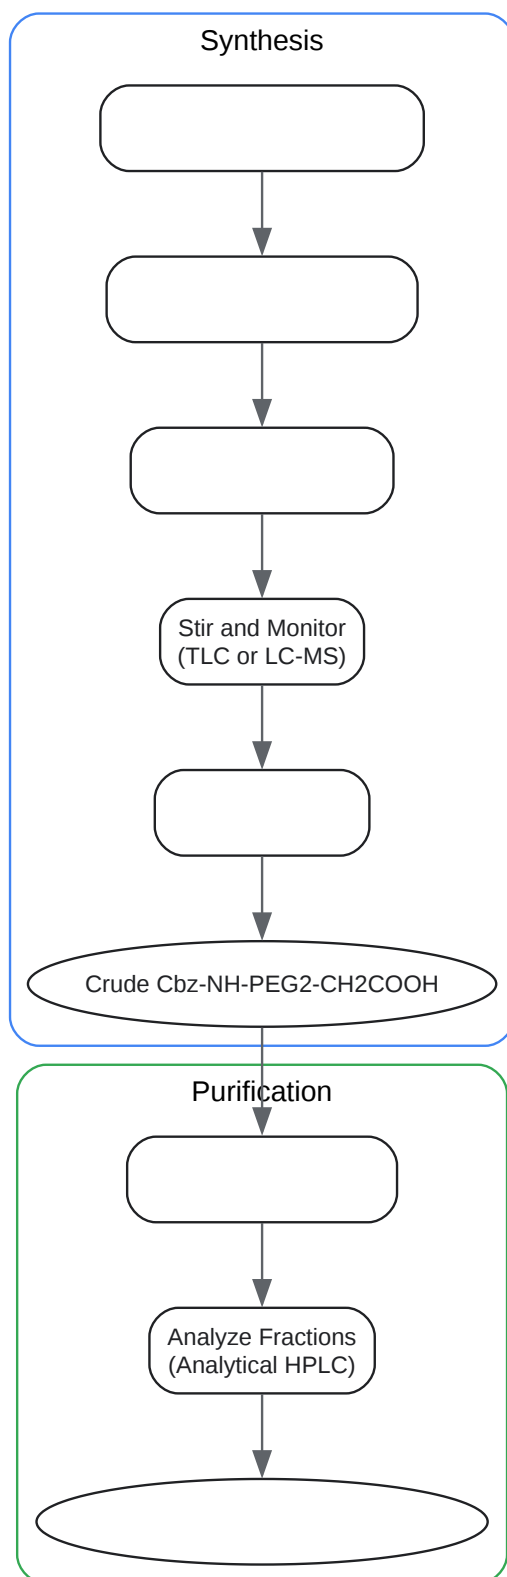 Synthesis
Stir and Monitor
(TLC or LC-MS)
Crude Cbz-NH-PEG2-CH2COOH
Purification
Analyze Fractions
(Analytical HPLC)